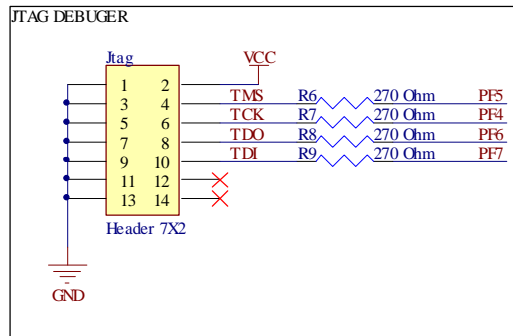 JTAG DEBUGER
Jtag
VCC
1 2
3 4 TMS R6 270 Ohm PF5
5 6 TCK R7 270 Ohm PF4
7 8 TDO R8 270 Ohm PF6
9 10 TDI R9 270 Ohm PF7
11 12
13 14
Header 7X2
GND